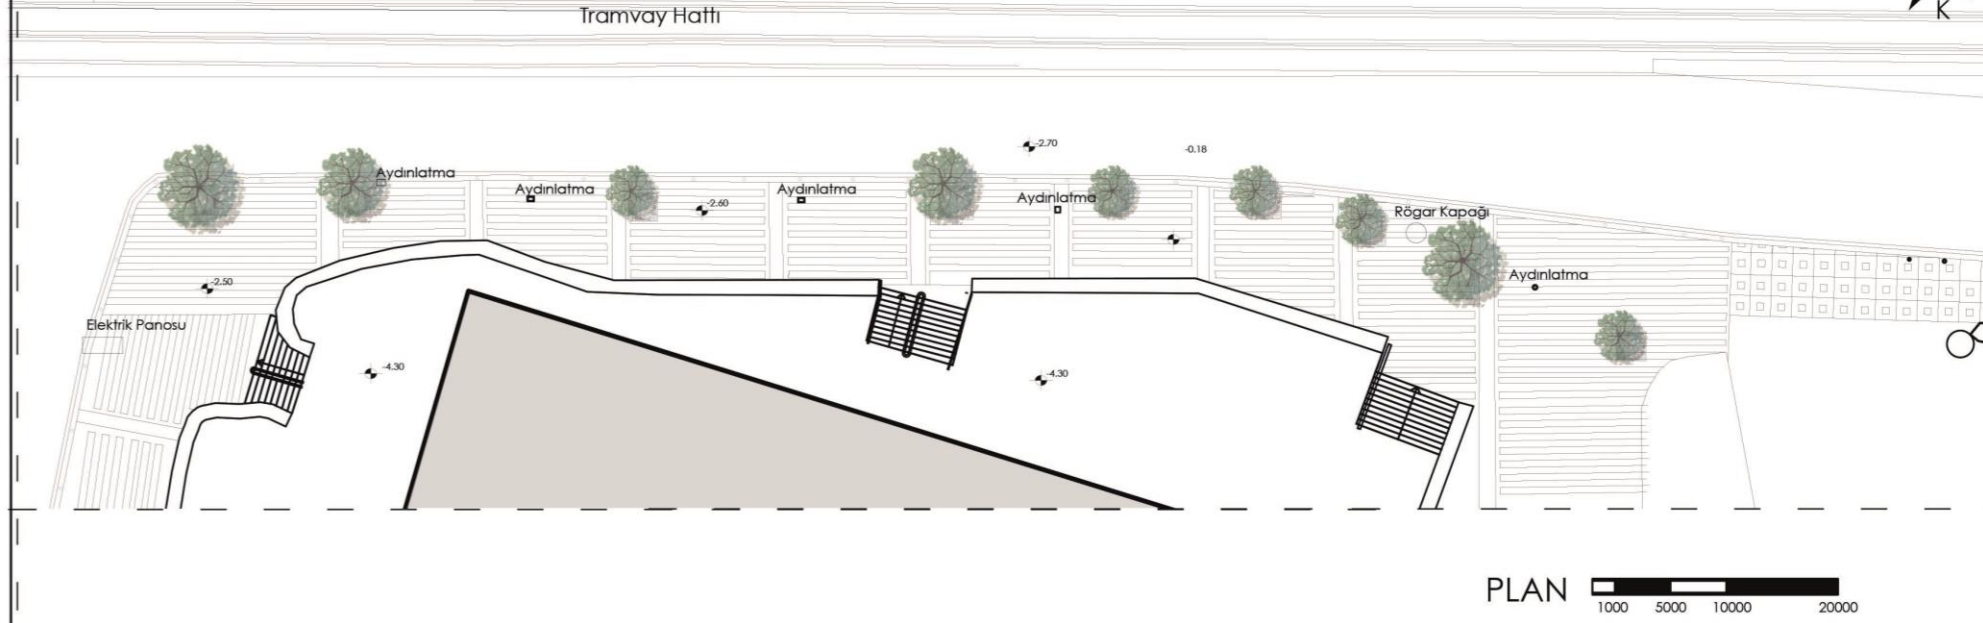 Tramvay Hattı
K
-2.70
-0.18
Aydınlatma
Aydınlatma
Aydınlatma
Aydınlatma
-2.60
Rögar Kapağı
Aydınlatma
-2.50
Elektrik Panosu
-4.30
-4.30
PLAN
1000 5000 10000 20000